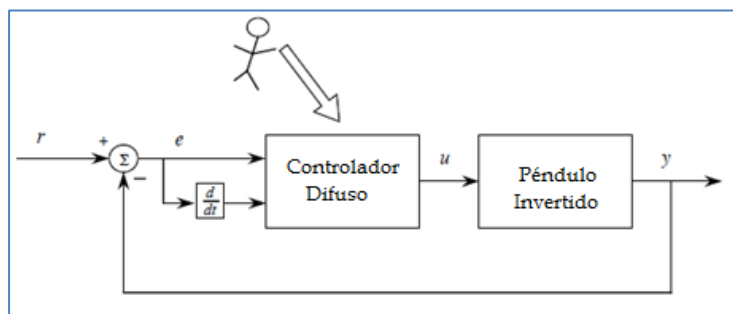 r
+
Σ
−
e
d
dt
Controlador
Difuso
u
Péndulo
Invertido
y